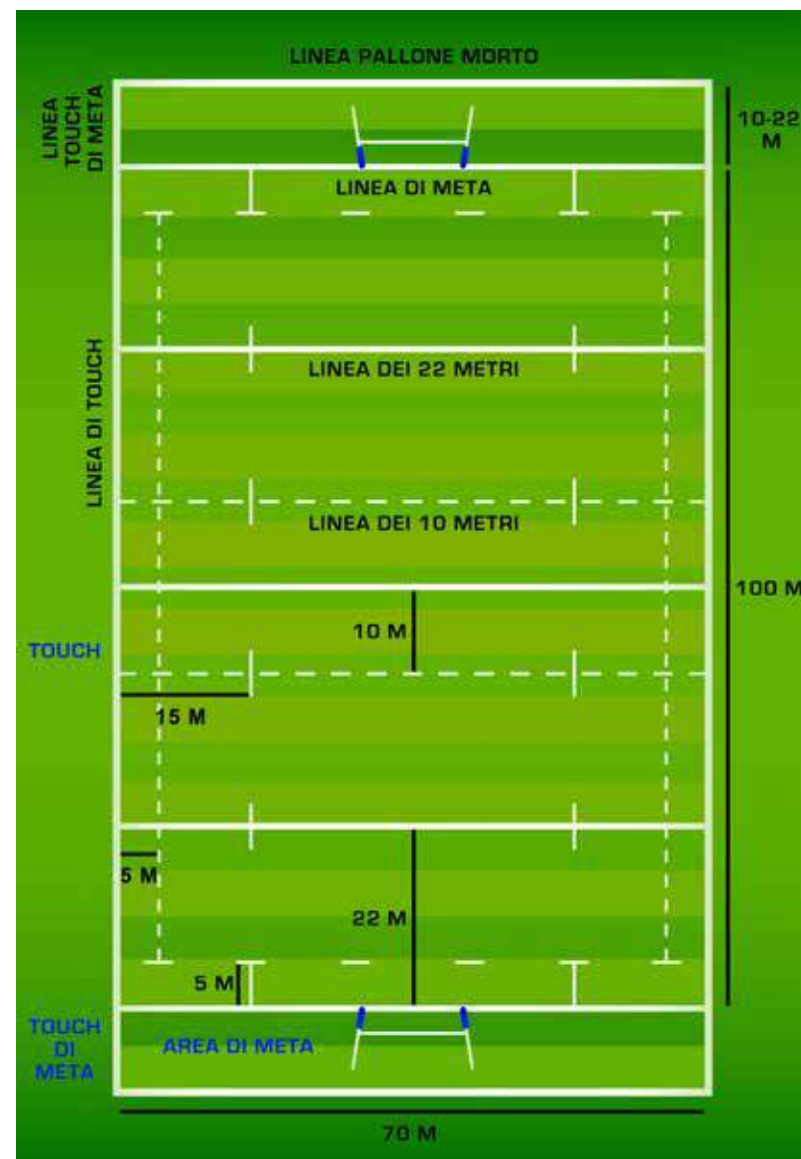 LINEA PALLONE MORTO
LINEA
TOUCH
DI META
10-22
M
LINEA DI META
LINEA DI TOUCH
LINEA DEI 22 METRI
LINEA DEI 10 METRI
100 M
10 M
TOUCH
15 M
5 M
22 M
5 M
TOUCH
DI
META
AREA DI META
70 M